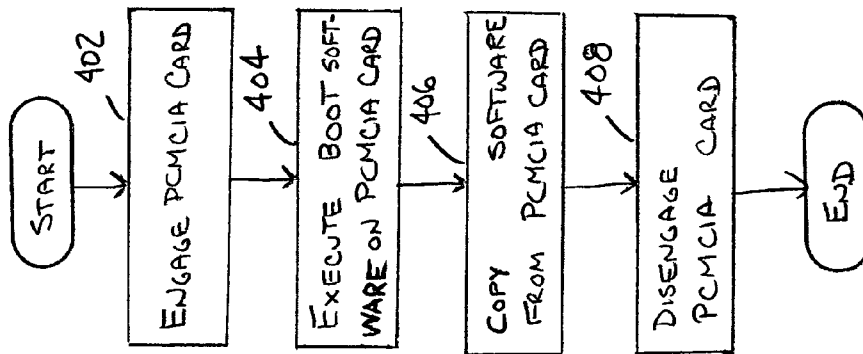 START
402
ENGAGE PCMCIA CARD
404
EXECUTE BOOT SOFT-
WARE ON PCMCIA CARD
406
COPY SOFTWARE
FROM PCMCIA CARD
408
DISENGAGE
PCMCIA CARD
END